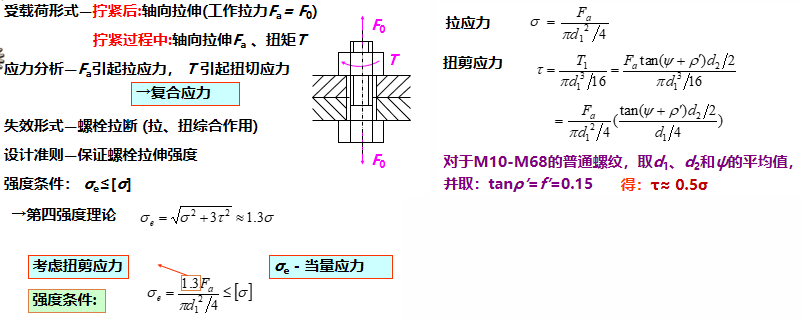 受载荷形式—拧紧后:轴向拉伸(工作拉力Fa = F0)
拧紧过程中:轴向拉伸Fa 、扭矩T
应力分析—Fa引起拉应力， T 引起扭切应力
→复合应力
失效形式—螺栓拉断 (拉、扭综合作用)
设计准则—保证螺栓拉伸强度
强度条件： σe≤[σ]
→第四强度理论 σe = √(σ² + 3τ²) ≈ 1.3σ
考虑扭剪应力
σe - 当量应力
强度条件: σe = 1.3Fa / (πd1²/4) ≤ [σ]
F0
T
F0
拉应力 σ = Fa / (πd1²/4)
扭剪应力 τ = T1 / (πd1³/16) = Fa tan(ψ + ρ')d2/2 / (πd1³/16)
= Fa / (πd1²/4) (tan(ψ + ρ')d2/2 / (d1/4))
对于M10-M68的普通螺纹，取d1、d2和ψ的平均值，
并取：tanρ'= f'=0.15 得：τ≈ 0.5σ